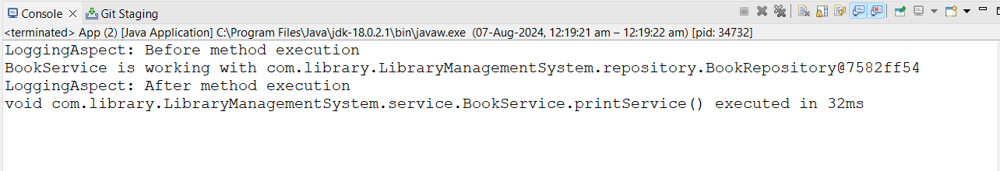 Console Git Staging
<terminated> App (2) [Java Application] C:\Program Files\Java\jdk-18.0.2.1\bin\javaw.exe (07-Aug-2024, 12:19:21 am – 12:19:22 am) [pid: 34732]
LoggingAspect: Before method execution
BookService is working with com.library.LibraryManagementSystem.repository.BookRepository@7582ff54
LoggingAspect: After method execution
void com.library.LibraryManagementSystem.service.BookService.printService() executed in 32ms